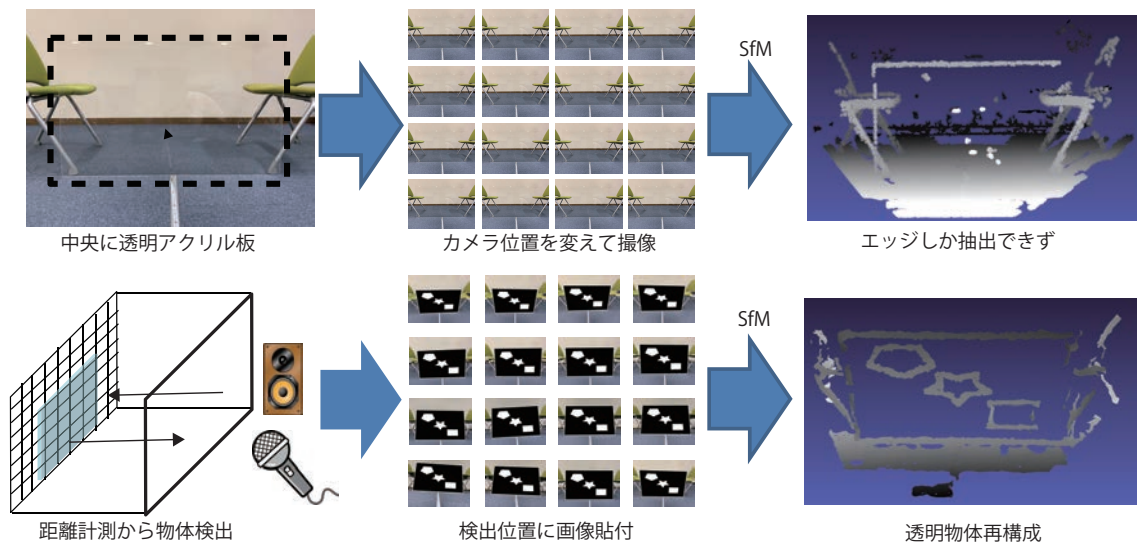 SfM
中央に透明アクリル板
カメラ位置を変えて撮像
エッジしか抽出できず
SfM
距離計測から物体検出
検出位置に画像貼付
透明物体再構成